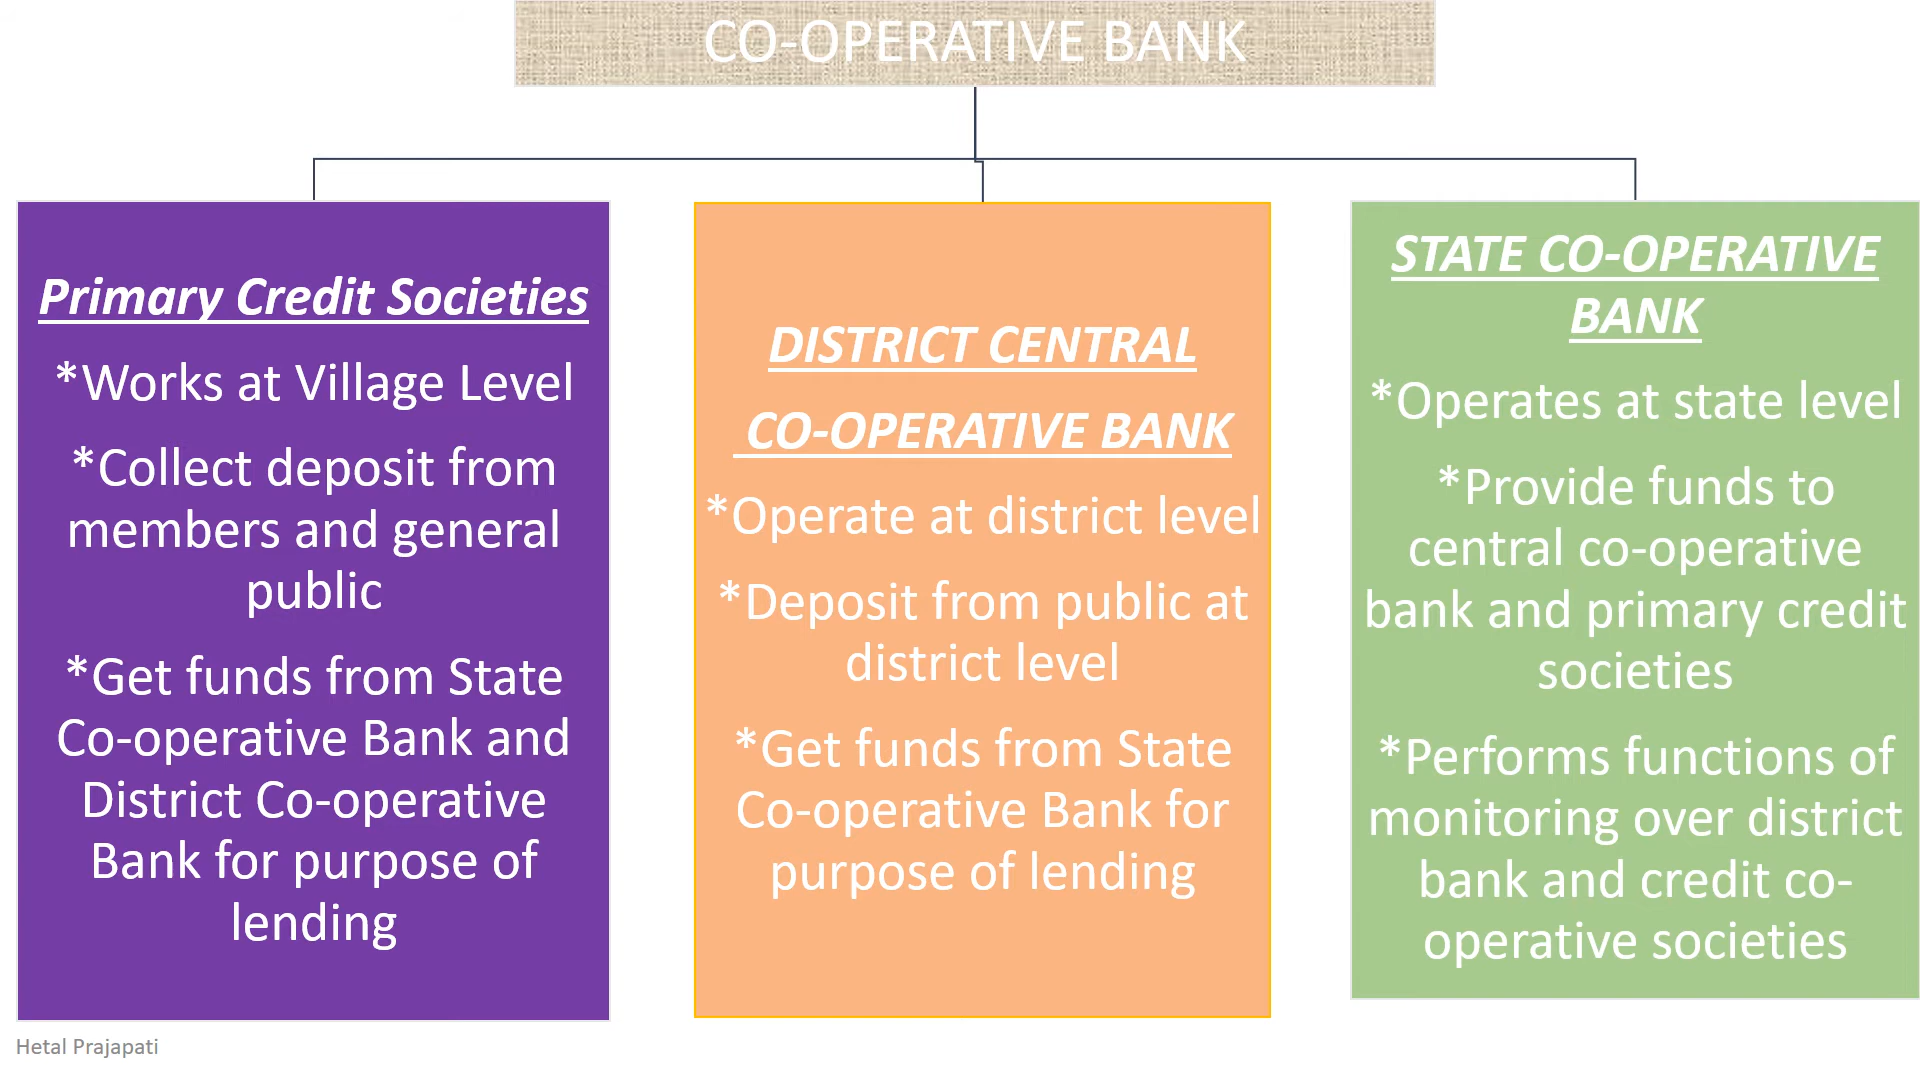 CO-OPERATIVE BANK
Primary Credit Societies
*Works at Village Level
*Collect deposit from
members and general
public
*Get funds from State
Co-operative Bank and
District Co-operative
Bank for purpose of
lending
DISTRICT CENTRAL
CO-OPERATIVE BANK
*Operate at district level
*Deposit from public at
district level
*Get funds from State
Co-operative Bank for
purpose of lending
STATE CO-OPERATIVE
BANK
*Operates at state level
*Provide funds to
central co-operative
bank and primary credit
societies
*Performs functions of
monitoring over district
bank and credit co-
operative societies
Hetal Prajapati